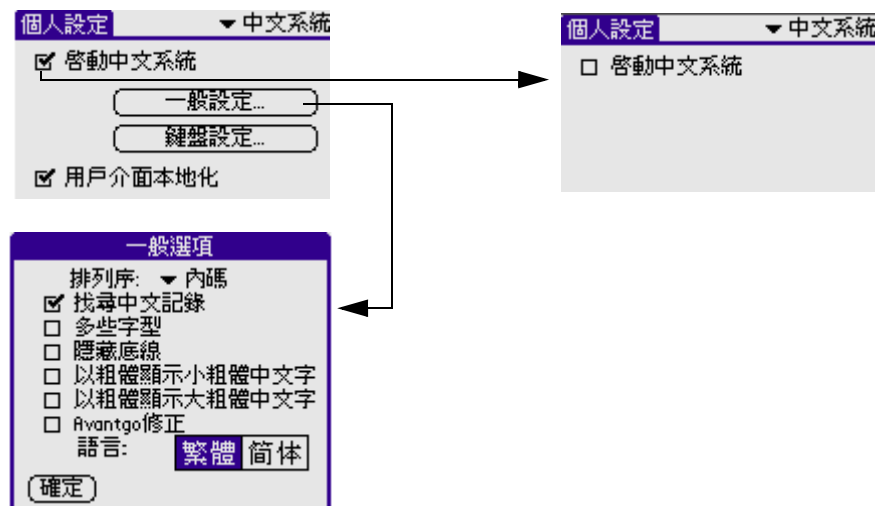 個人設定 中文系統
啓動中文系統
一般設定...
鍵盤設定...
用戶介面本地化
個人設定 中文系統
啓動中文系統
一般選項
排列序: 內碼
找尋中文記錄
多些字型
隱藏底線
以粗體顯示小粗體中文字
以粗體顯示大粗體中文字
Avantgo修正
語言: 繁體 简体
確定